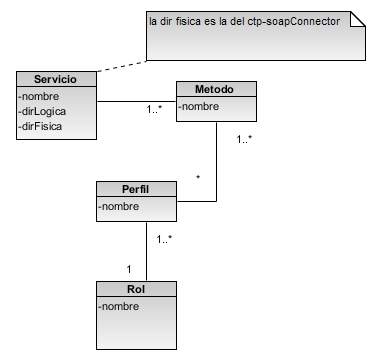 la dir fisica es la del ctp-soapConnector
Servicio
-nombre
-dirLogica
-dirFisica
Metodo
-nombre
1..*
1..*
*
Perfil
-nombre
1..*
1
Rol
-nombre